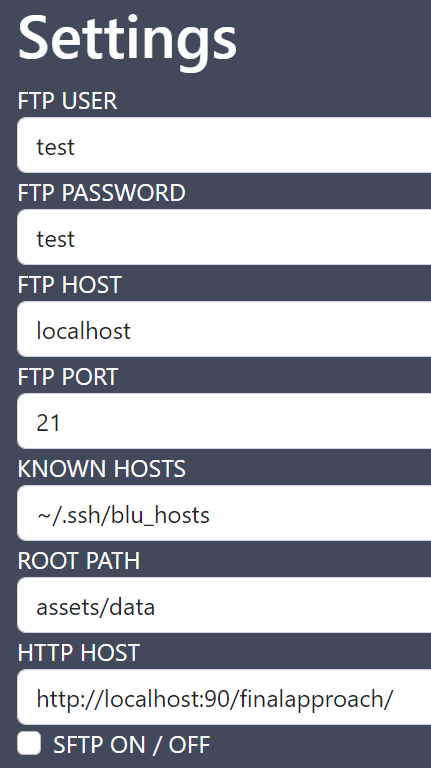 Settings
FTP USER
test
FTP PASSWORD
test
FTP HOST
localhost
FTP PORT
21
KNOWN HOSTS
~/.ssh/blu_hosts
ROOT PATH
assets/data
HTTP HOST
http://localhost:90/finalapproach/
SFTP ON / OFF